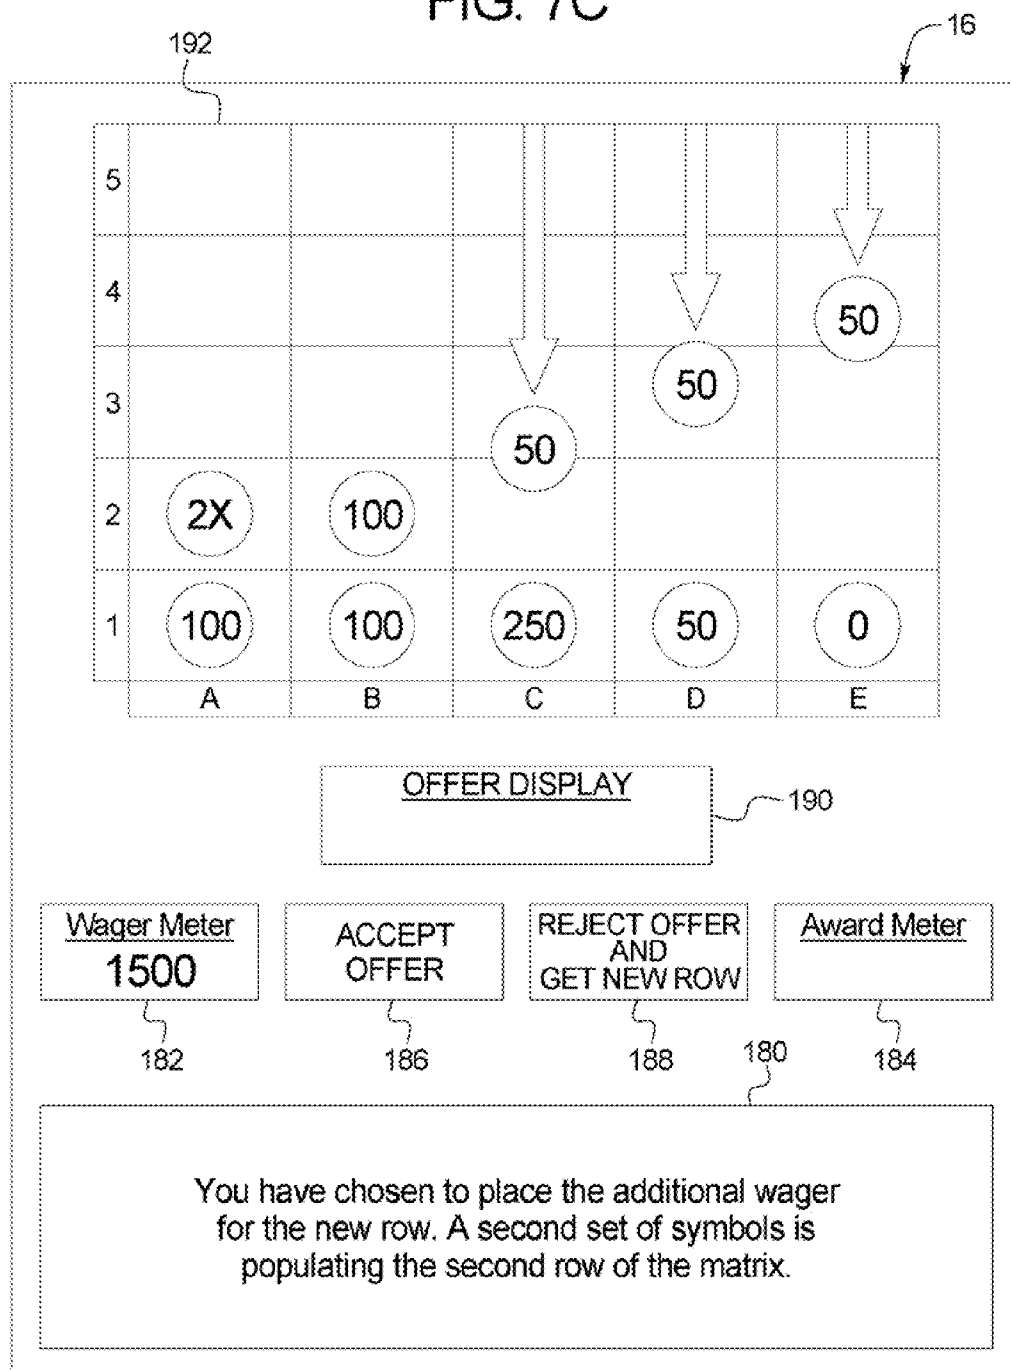 FIG. 7C
192
16
5
4
50
3
50
50
2
2X
100
1
100
100
250
50
0
A
B
C
D
E
OFFER DISPLAY
190
Wager Meter
1500
ACCEPT
OFFER
REJECT OFFER
AND
GET NEW ROW
Award Meter
182
186
188
180
184
You have chosen to place the additional wager
for the new row. A second set of symbols is
populating the second row of the matrix.